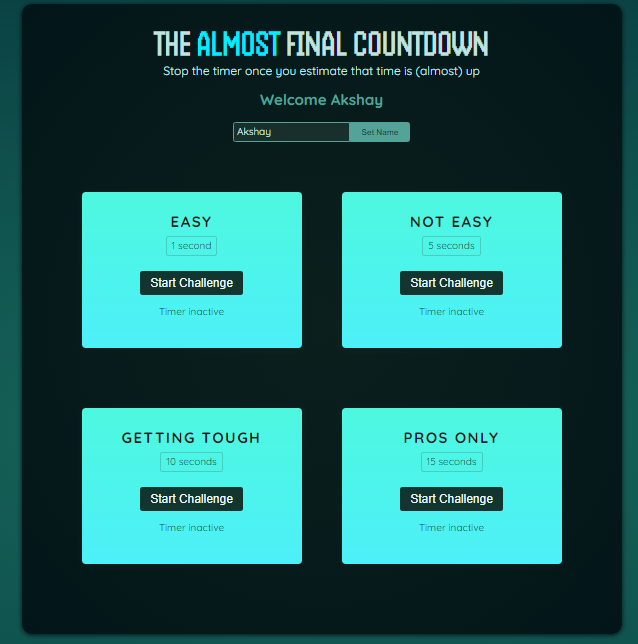 THE ALMOST FINAL COUNTDOWN
Stop the timer once you estimate that time is (almost) up
Welcome Akshay
Akshay Set Name
EASY
1 second
Start Challenge
Timer inactive
NOT EASY
5 seconds
Start Challenge
Timer inactive
GETTING TOUGH
10 seconds
Start Challenge
Timer inactive
PROS ONLY
15 seconds
Start Challenge
Timer inactive